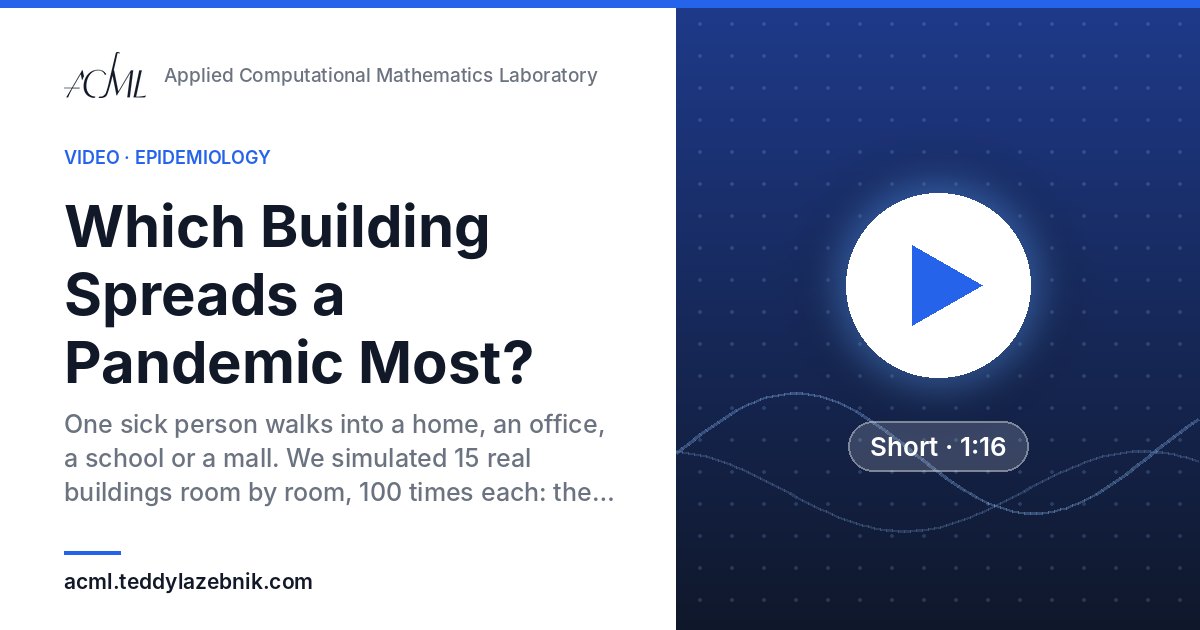 ACML
Applied Computational Mathematics Laboratory
VIDEO · EPIDEMIOLOGY
Which Building
Spreads a
Pandemic Most?
One sick person walks into a home, an office,
a school or a mall. We simulated 15 real
buildings room by room, 100 times each: the...
acml.teddylazebnik.com
Short · 1:16